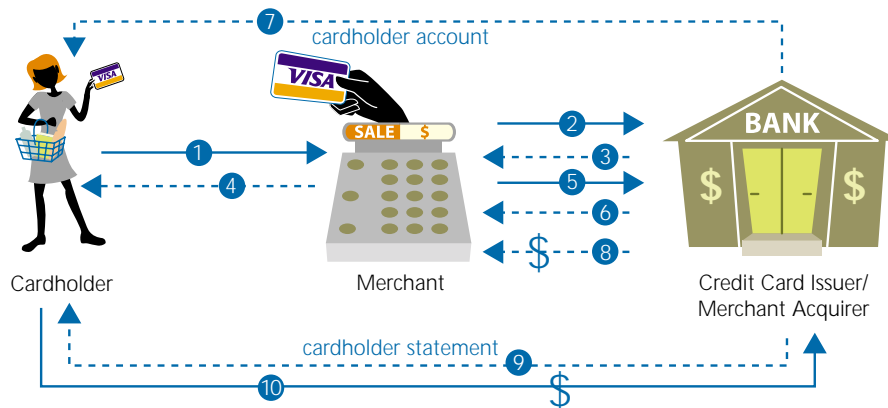 7
cardholder account
VISA
VISA
SALE $
BANK
$ $
1
2
3
4
5
6
$ 8
Cardholder
Merchant
Credit Card Issuer/
Merchant Acquirer
cardholder statement
9
10
$